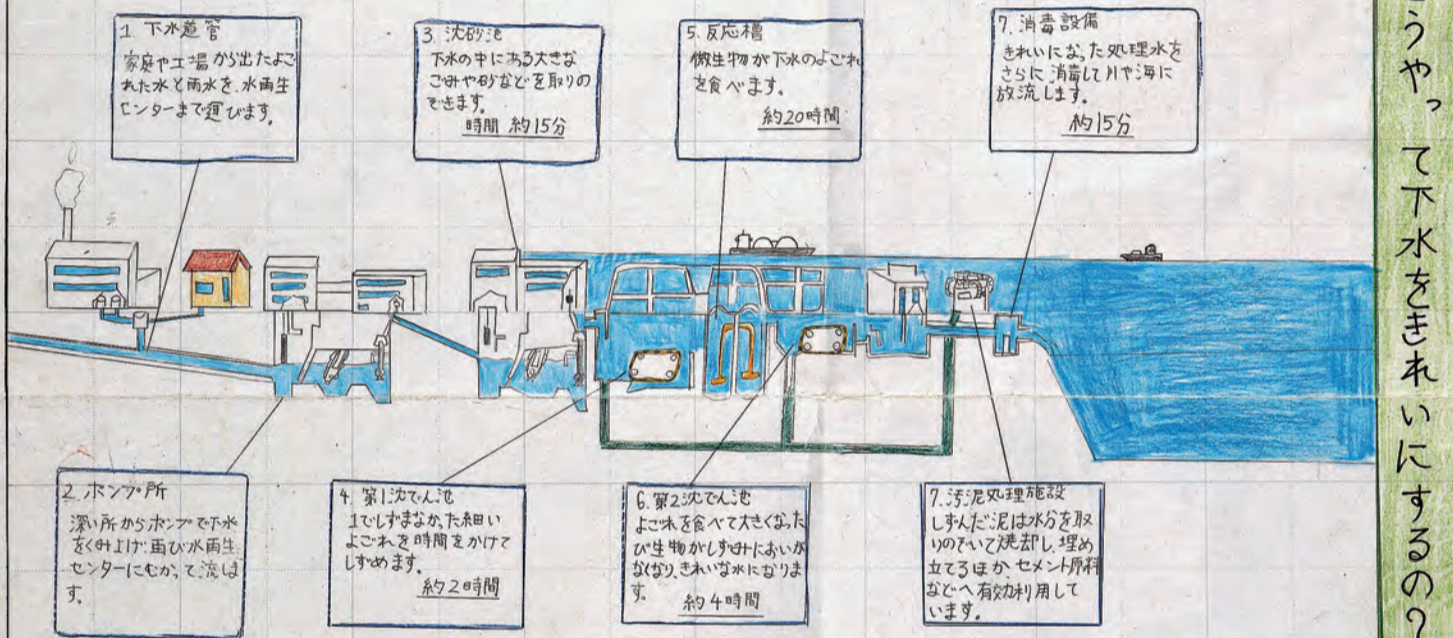 うやって下水をきれいにするの？
1 下水道管
家庭や工場から出たよご
れた水と雨水を、水再生
センターまで運びます。
3. 沈砂池
下水の中にある大きな
ごみや砂などを取りの
ぞきます。
時間 約15分
5. 反応槽
微生物が下水のよごれ
を食べます。
約20時間
7. 消毒設備
きれいになった処理水を
さらに消毒して川や海に
放流します。
約15分
2. ポンプ所
深い所からポンプで下水
をくみ上げ、再び水再生
センターにむかって流しま
す。
4. 第1沈でん池
1でしずまなかった細い
よごれを時間をかけて
しずめます。
約2時間
6. 第2沈でん池
よごれを食べて大きくなった
び生物がしずみにおいが
なくなり、きれいな水になりま
す。
約4時間
7. 汚泥処理施設
しずんだ泥は水分を取
りのぞいて焼却し、埋め
立てるほか、セメント原料
などへ有効利用して
います。